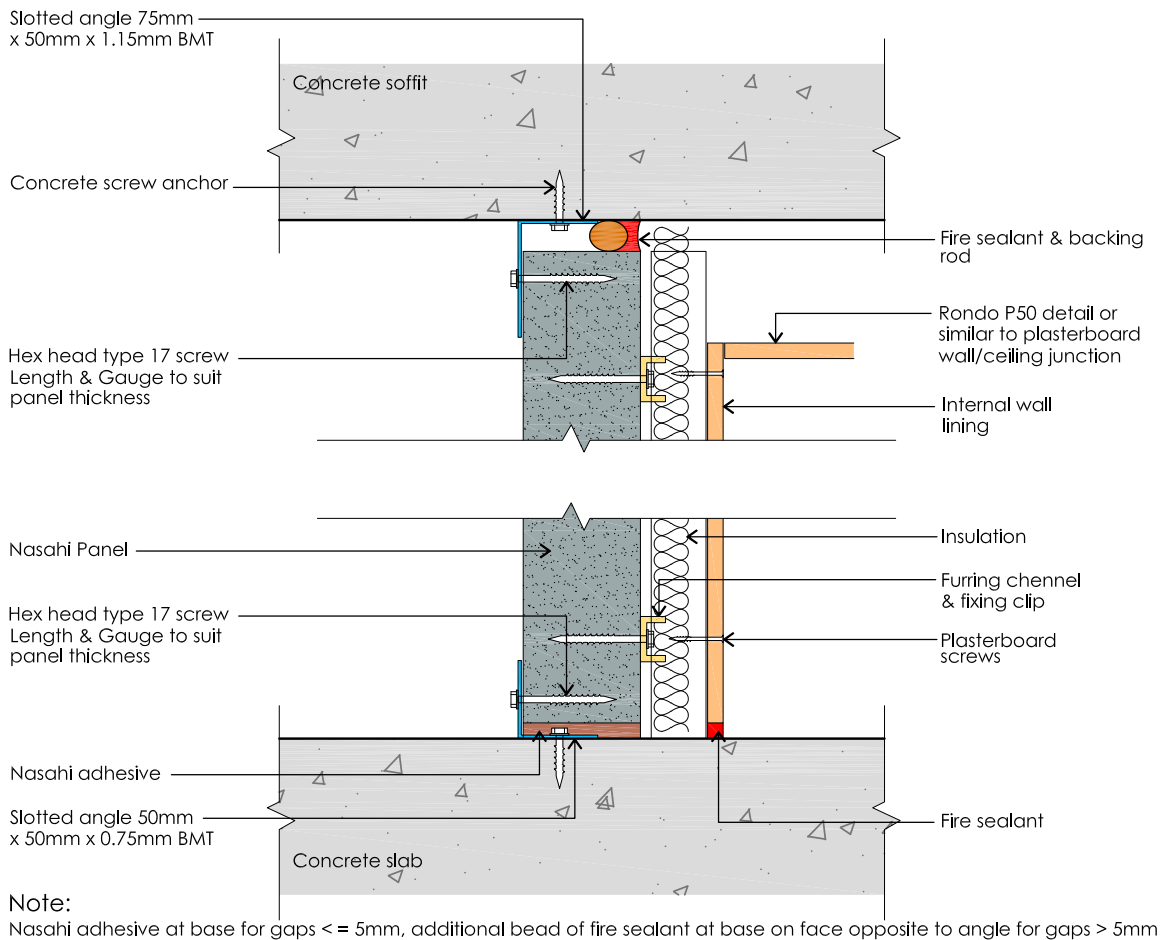 Slotted angle 75mm
x 50mm x 1.15mm BMT
Concrete soffit
Concrete screw anchor
Fire sealant & backing
rod
Rondo P50 detail or
similar to plasterboard
wall/ceiling junction
Hex head type 17 screw
Length & Gauge to suit
panel thickness
Internal wall
lining
Nasahi Panel
Insulation
Furring chennel
& fixing clip
Hex head type 17 screw
Length & Gauge to suit
panel thickness
Plasterboard
screws
Nasahi adhesive
Slotted angle 50mm
x 50mm x 0.75mm BMT
Fire sealant
Concrete slab
Note:
Nasahi adhesive at base for gaps < = 5mm, additional bead of fire sealant at base on face opposite to angle for gaps > 5mm